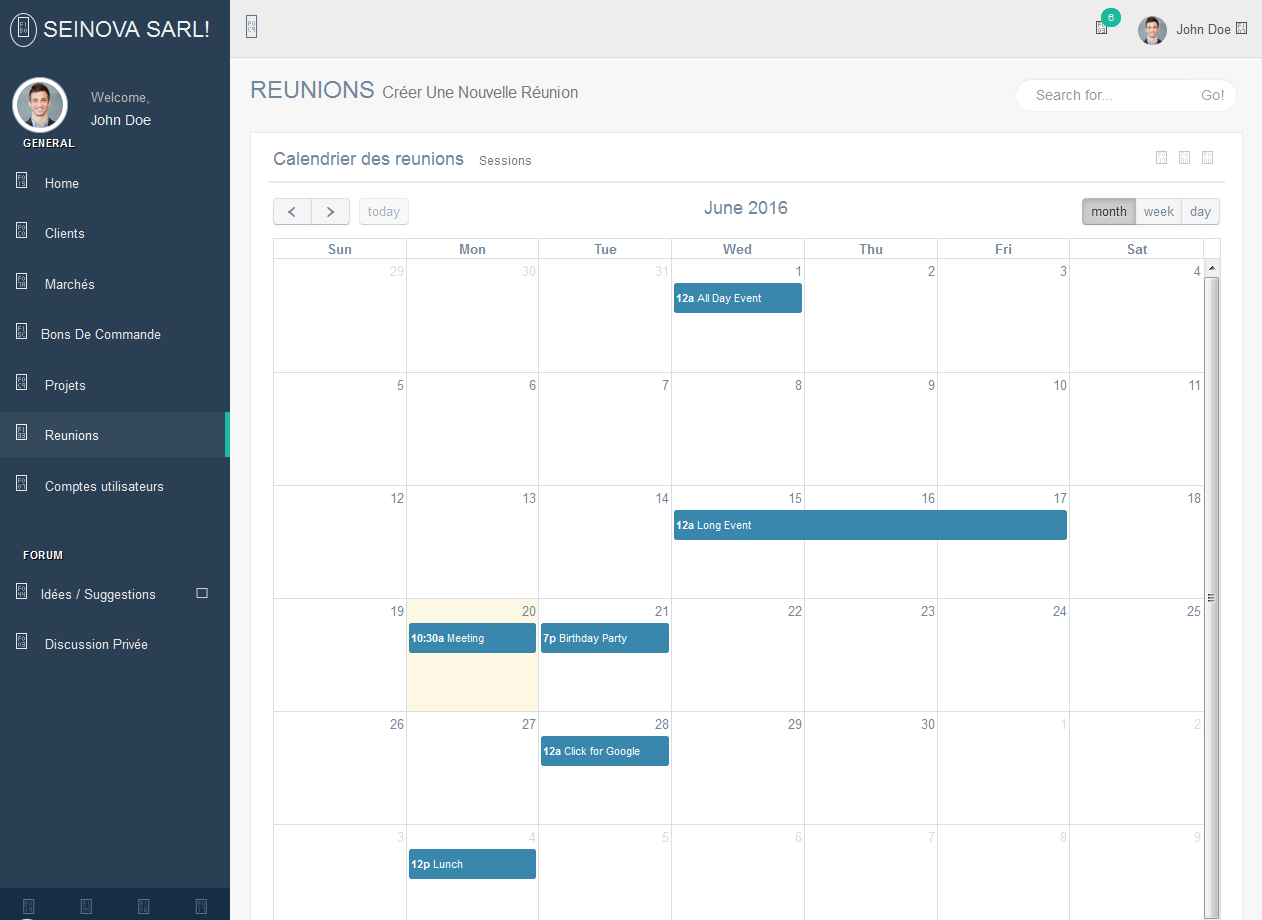 SEINOVA SARL!
6
John Doe
Welcome,
John Doe
GENERAL
Home
Clients
Marchés
Bons De Commande
Projets
Reunions
Comptes utilisateurs
FORUM
Idées / Suggestions
Discussion Privée
REUNIONS Créer Une Nouvelle Réunion
Search for... Go!
Calendrier des reunions Sessions
today
June 2016
month week day
Sun Mon Tue Wed Thu Fri Sat
29 30 31 1 2 3 4
12a All Day Event
5 6 7 8 9 10 11
12 13 14 15 16 17 18
12a Long Event
19 20 21 22 23 24 25
10:30a Meeting 7p Birthday Party
26 27 28 29 30 1 2
12a Click for Google
3 4 5 6 7 8 9
12p Lunch